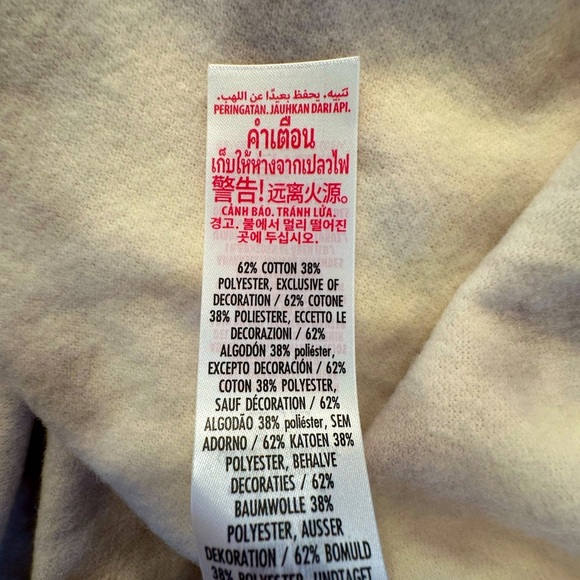 تنبيه. يحفظ بعيدًا عن اللهب.
PERINGATAN. JAUHKAN DARI API.
คำเตือน
เก็บให้ห่างจากเปลวไฟ
警告! 远离火源。
CẢNH BÁO. TRÁNH LỬA.
경고. 불에서 멀리 떨어진
곳에 두십시오.
62% COTTON 38%
POLYESTER, EXCLUSIVE OF
DECORATION / 62% COTONE
38% POLIESTERE, ECCETTO LE
DECORAZIONI / 62%
ALGODÓN 38% poliéster,
EXCEPTO DECORACIÓN / 62%
COTON 38% POLYESTER,
SAUF DÉCORATION / 62%
ALGODÃO 38% poliéster, SEM
ADORNO / 62% KATOEN 38%
POLYESTER, BEHALVE
DECORATIES / 62%
BAUMWOLLE 38%
POLYESTER, AUSSER
DEKORATION / 62% BOMULD
38% POLYESTER, UNDTAGET